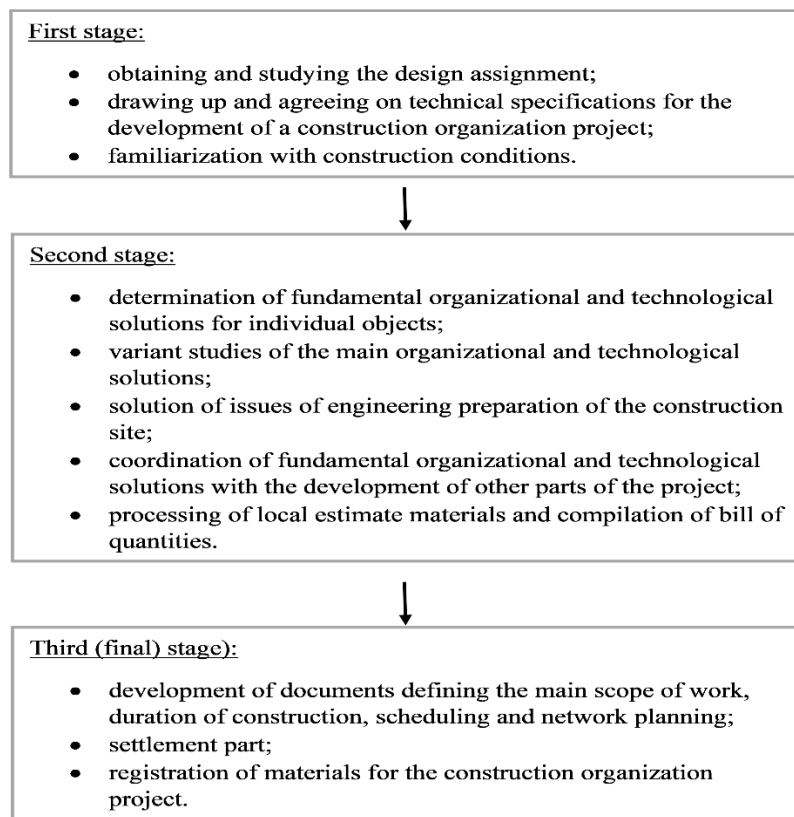 First stage:
• obtaining and studying the design assignment;
• drawing up and agreeing on technical specifications for the
development of a construction organization project;
• familiarization with construction conditions.
Second stage:
• determination of fundamental organizational and technological
solutions for individual objects;
• variant studies of the main organizational and technological
solutions;
• solution of issues of engineering preparation of the construction
site;
• coordination of fundamental organizational and technological
solutions with the development of other parts of the project;
• processing of local estimate materials and compilation of bill of
quantities.
Third (final) stage):
• development of documents defining the main scope of work,
duration of construction, scheduling and network planning;
• settlement part;
• registration of materials for the construction organization
project.